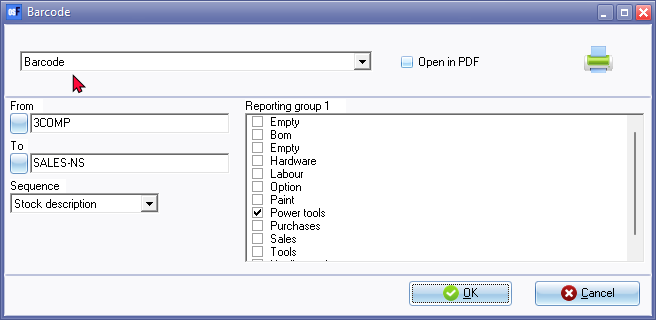 Barcode
Barcode
Open in PDF
From
3COMP
To
SALES-NS
Sequence
Stock description
Reporting group 1
Empty
Bom
Empty
Hardware
Labour
Option
Paint
Power tools
Purchases
Sales
Tools
OK
Cancel